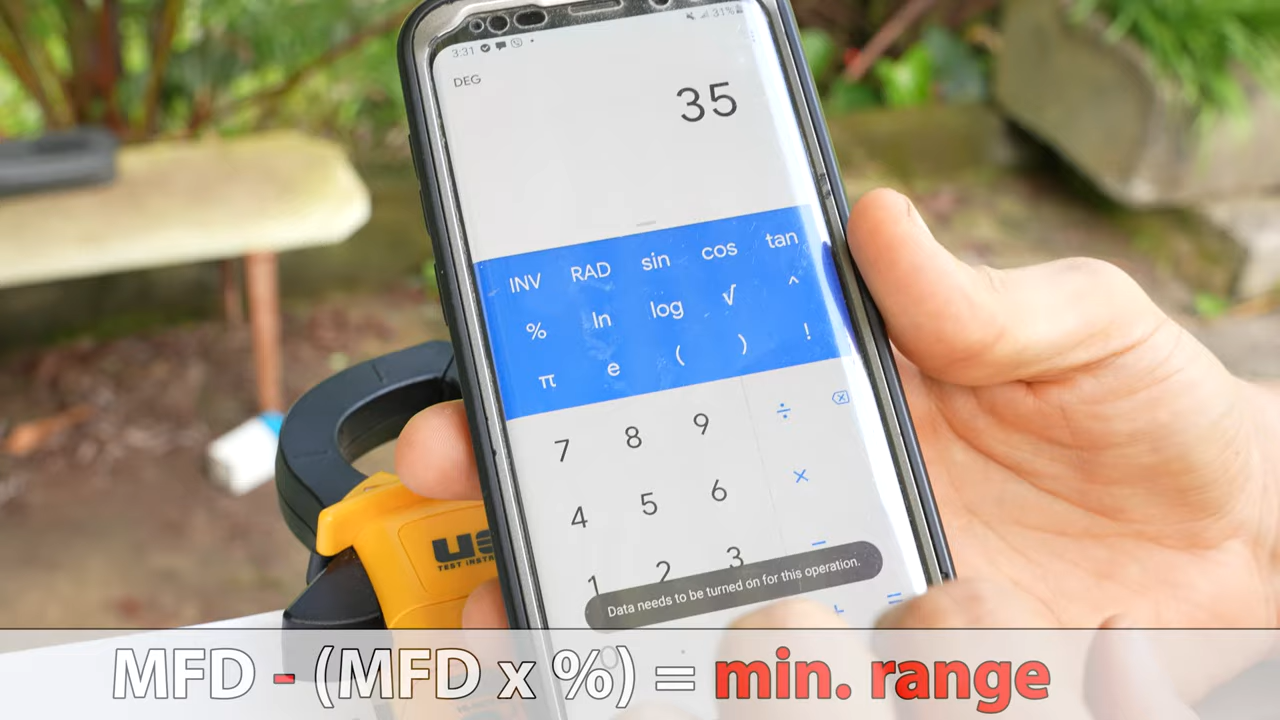 3:31
31%
DEG
35
INV RAD sin cos tan
% ln log √ ^
π e ( ) !
7 8 9 ÷
4 5 6 ×
1 2 3 −
Data needs to be turned on for this operation.
0 . + =
TEST INSTR
MFD - (MFD x %) = min. range